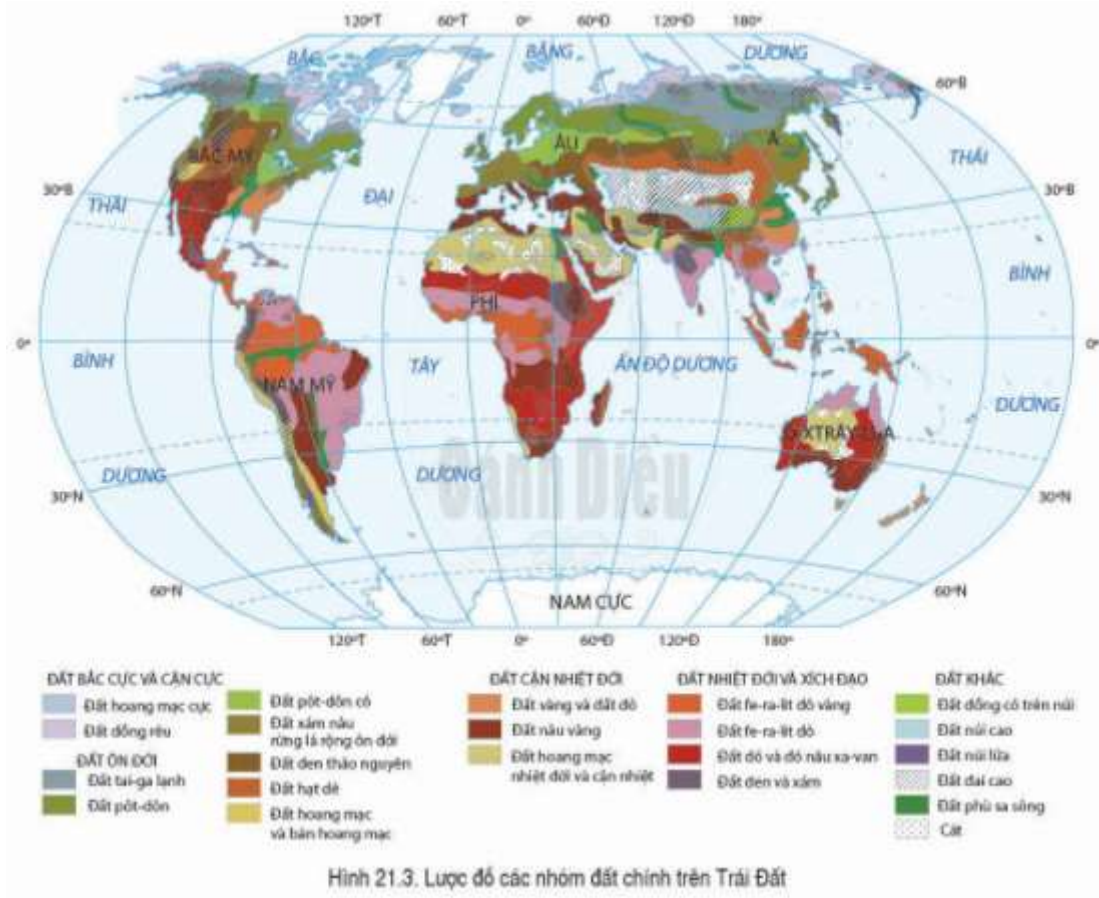 120°T 60°T 0° 60°Đ 120°Đ 180°
BẮC BĂNG DƯƠNG
60°B
BẮC MỸ ÂU Á
THÁI
30°B THÁI ĐẠI 30°B
PHI BÌNH
0° 0°
BÌNH TÂY ẤN ĐỘ DƯƠNG
NAM MỸ DƯƠNG
Ô-XTRÂY-LI-A
DƯƠNG DƯƠNG
Cánh Diều
30°N 30°N
60°N 60°N
NAM CỰC
120°T 60°T 0° 60°Đ 120°Đ 180°
ĐẤT BẮC CỰC VÀ CẬN CỰC
Đất hoang mạc cực
Đất đồng rêu
ĐẤT ÔN ĐỚI
Đất tai-ga lạnh
Đất pôt-dôn
Đất pôt-dôn cỏ
Đất xám nâu
rừng lá rộng ôn đới
Đất đen thảo nguyên
Đất hạt dẻ
Đất hoang mạc
và bán hoang mạc
ĐẤT CẬN NHIỆT ĐỚI
Đất vàng và đất đỏ
Đất nâu vàng
Đất hoang mạc
nhiệt đới và cận nhiệt
ĐẤT NHIỆT ĐỚI VÀ XÍCH ĐẠO
Đất fe-ra-lit đỏ vàng
Đất fe-ra-lit đỏ
Đất đỏ và đỏ nâu xa-van
Đất đen và xám
ĐẤT KHÁC
Đất đồng cỏ trên núi
Đất núi cao
Đất núi lửa
Đất đai cao
Đất phù sa sông
Cát
Hình 21.3. Lược đồ các nhóm đất chính trên Trái Đất